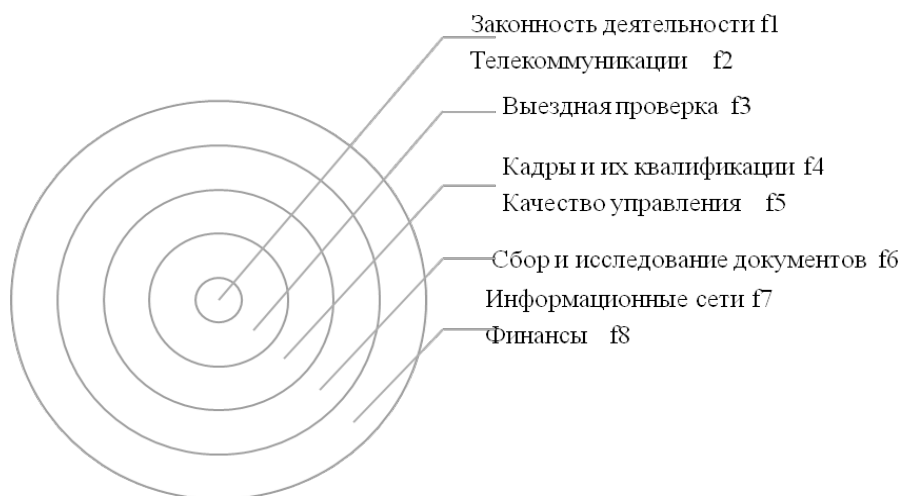 Законность деятельности f1
Телекоммуникации f2
Выездная проверка f3
Кадры и их квалификации f4
Качество управления f5
Сбор и исследование документов f6
Информационные сети f7
Финансы f8